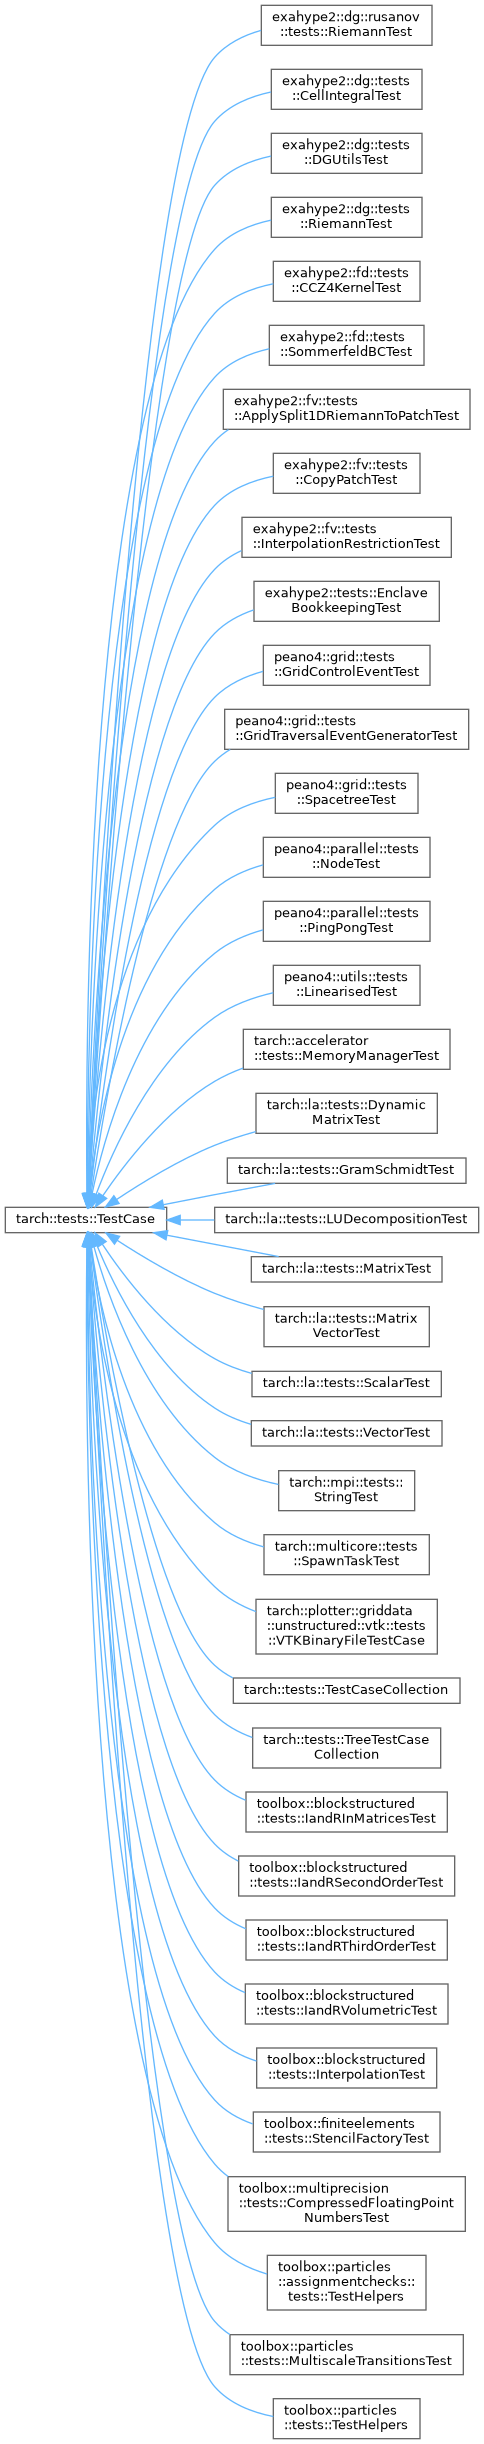 exahype2::dg::rusanov
::tests::RiemannTest
exahype2::dg::tests
::CellIntegralTest
exahype2::dg::tests
::DGUtilsTest
exahype2::dg::tests
::RiemannTest
exahype2::fd::tests
::CCZ4KernelTest
exahype2::fd::tests
::SommerfeldBCTest
exahype2::fv::tests
::ApplySplit1DRiemannToPatchTest
exahype2::fv::tests
::CopyPatchTest
exahype2::fv::tests
::InterpolationRestrictionTest
exahype2::tests::Enclave
BookkeepingTest
peano4::grid::tests
::GridControlEventTest
peano4::grid::tests
::GridTraversalEventGeneratorTest
peano4::grid::tests
::SpacetreeTest
peano4::parallel::tests
::NodeTest
peano4::parallel::tests
::PingPongTest
peano4::utils::tests
::LinearisedTest
tarch::accelerator
::tests::MemoryManagerTest
tarch::la::tests::Dynamic
MatrixTest
tarch::la::tests::GramSchmidtTest
tarch::tests::TestCase
tarch::la::tests::LUDecompositionTest
tarch::la::tests::MatrixTest
tarch::la::tests::Matrix
VectorTest
tarch::la::tests::ScalarTest
tarch::la::tests::VectorTest
tarch::mpi::tests::
StringTest
tarch::multicore::tests
::SpawnTaskTest
tarch::plotter::griddata
::unstructured::vtk::tests
::VTKBinaryFileTestCase
tarch::tests::TestCaseCollection
tarch::tests::TreeTestCase
Collection
toolbox::blockstructured
::tests::IandRInMatricesTest
toolbox::blockstructured
::tests::IandRSecondOrderTest
toolbox::blockstructured
::tests::IandRThirdOrderTest
toolbox::blockstructured
::tests::IandRVolumetricTest
toolbox::blockstructured
::tests::InterpolationTest
toolbox::finiteelements
::tests::StencilFactoryTest
toolbox::multiprecision
::tests::CompressedFloatingPoint
NumbersTest
toolbox::particles
::assignmentchecks::
tests::TestHelpers
toolbox::particles
::tests::MultiscaleTransitionsTest
toolbox::particles
::tests::TestHelpers